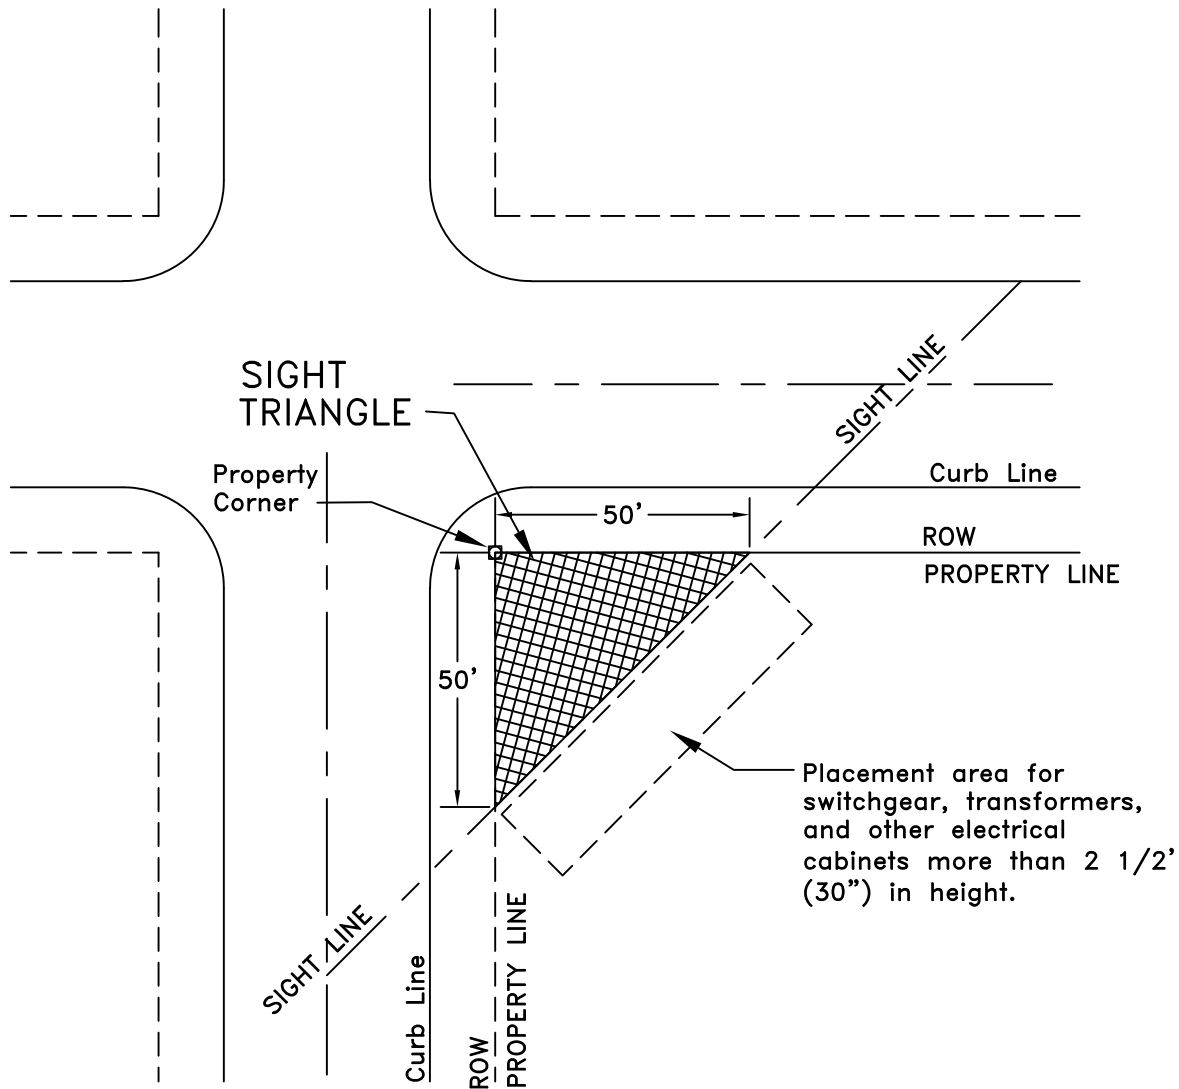 SIGHT
TRIANGLE
SIGHT LINE
Property
Corner
Curb Line
50'
ROW
PROPERTY LINE
50'
Placement area for
switchgear, transformers,
and other electrical
cabinets more than 2 1/2'
(30") in height.
SIGHT LINE
Curb Line
ROW
PROPERTY LINE